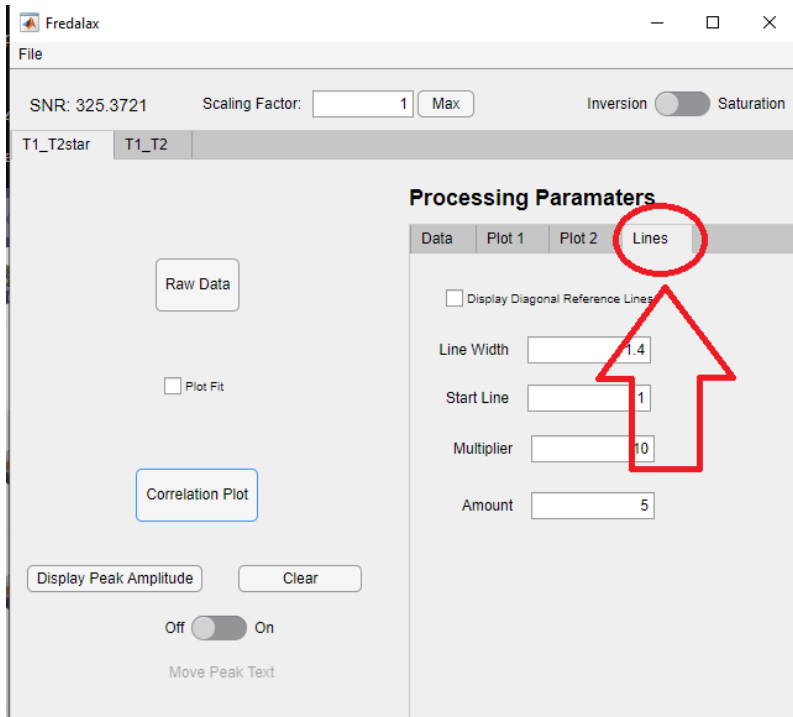 Fredalax
File
SNR: 325.3721 Scaling Factor: 1 Max Inversion Saturation
T1_T2star T1_T2
Processing Paramaters
Data Plot 1 Plot 2 Lines
Raw Data
Display Diagonal Reference Lines
Line Width 1.4
Plot Fit
Start Line 1
Multiplier 10
Correlation Plot
Amount 5
Display Peak Amplitude Clear
Off On
Move Peak Text